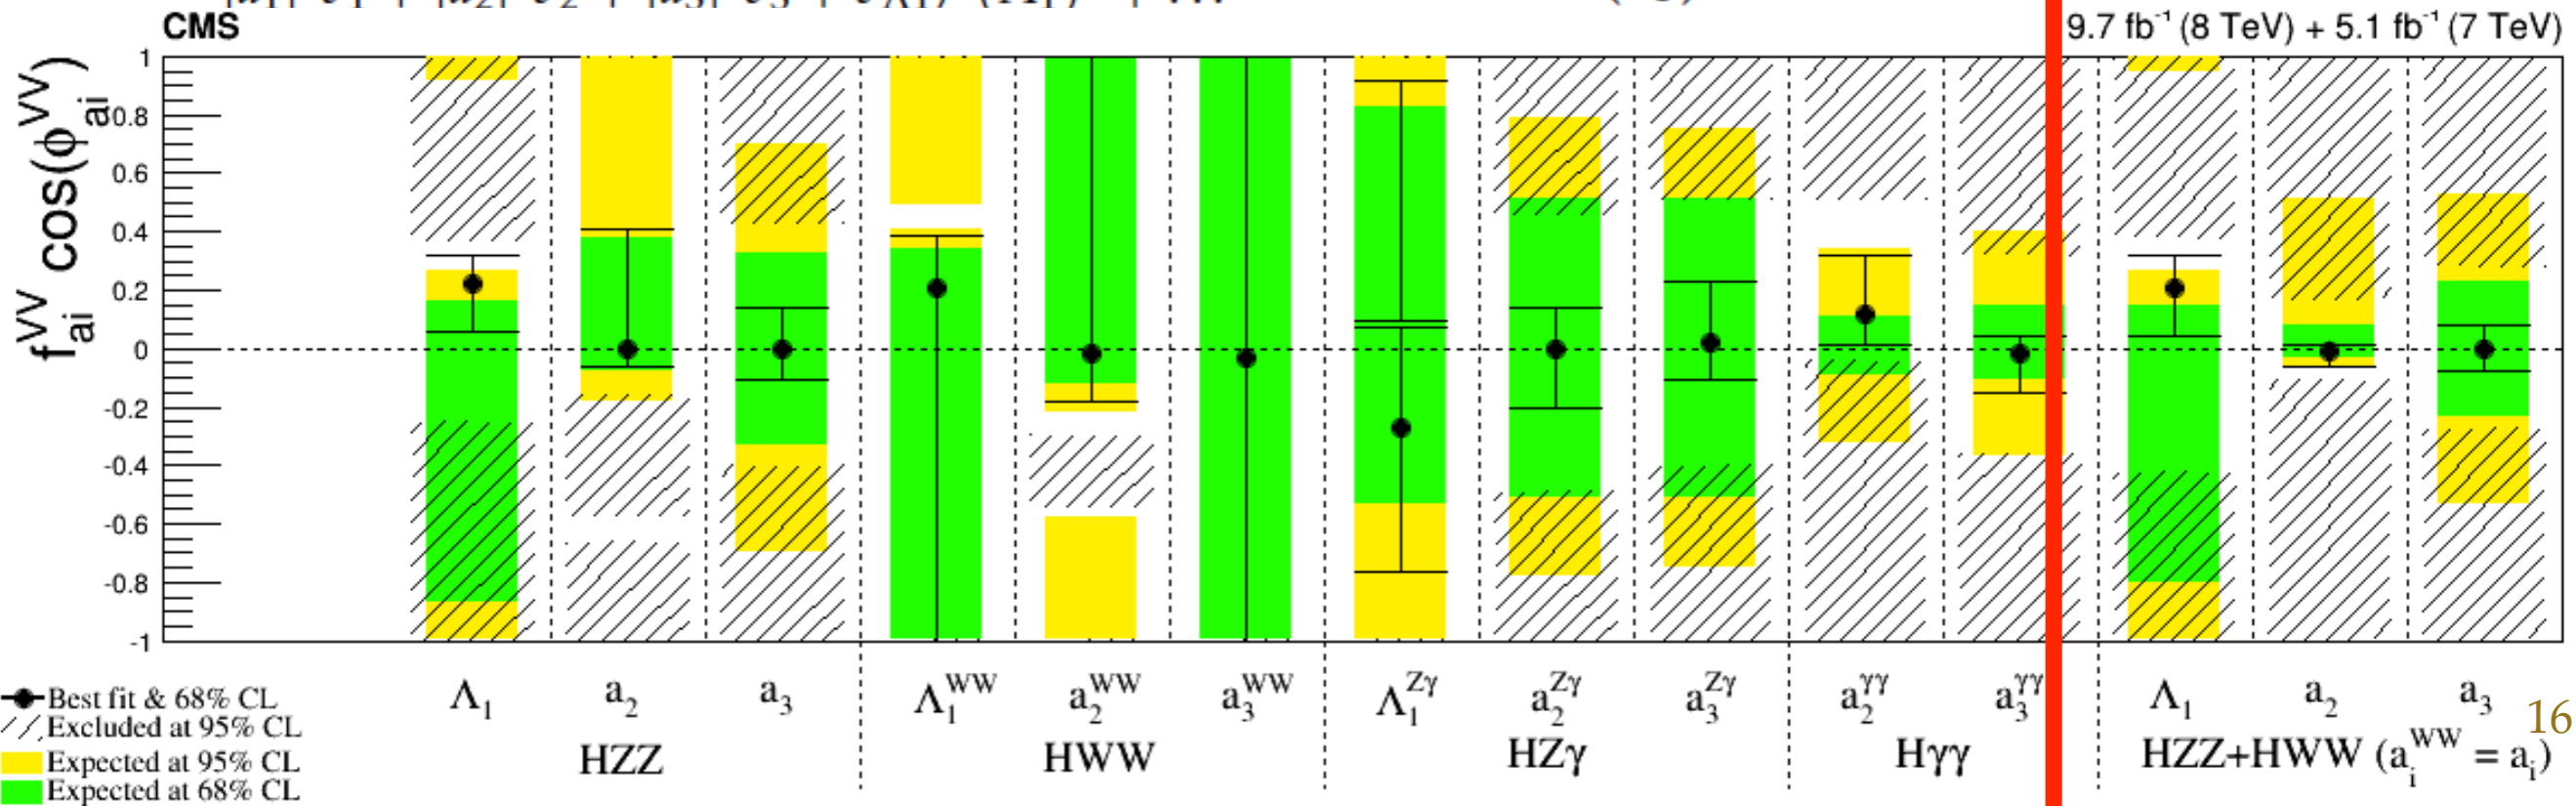 CMS
9.7 fb⁻¹ (8 TeV) + 5.1 fb⁻¹ (7 TeV)
f_ai^VV cos(ϕ_ai^VV)
1
0.8
0.6
0.4
0.2
0
-0.2
-0.4
-0.6
-0.8
-1
Λ₁ a₂ a₃ Λ₁^WW a₂^WW a₃^WW Λ₁^Zγ a₂^Zγ a₃^Zγ a₂^γγ a₃^γγ Λ₁ a₂ a₃
HZZ HWW HZγ Hγγ HZZ+HWW (a_i^WW = a_i)
Best fit & 68% CL
Excluded at 95% CL
Expected at 95% CL
Expected at 68% CL
16